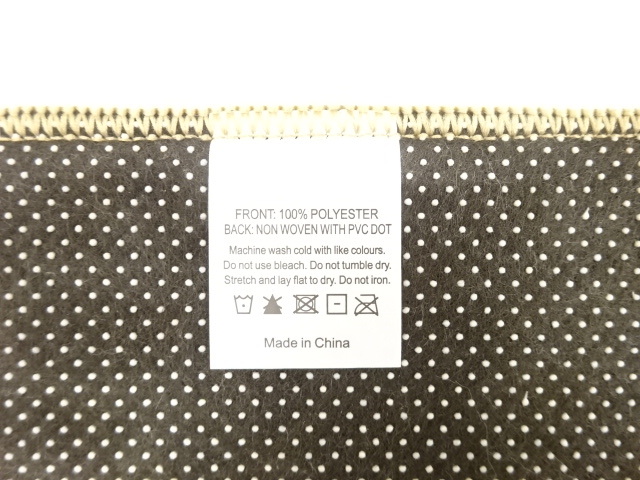 FRONT: 100% POLYESTER
BACK: NON WOVEN WITH PVC DOT
Machine wash cold with like colours.
Do not use bleach. Do not tumble dry.
Stretch and lay flat to dry. Do not iron.
Made in China